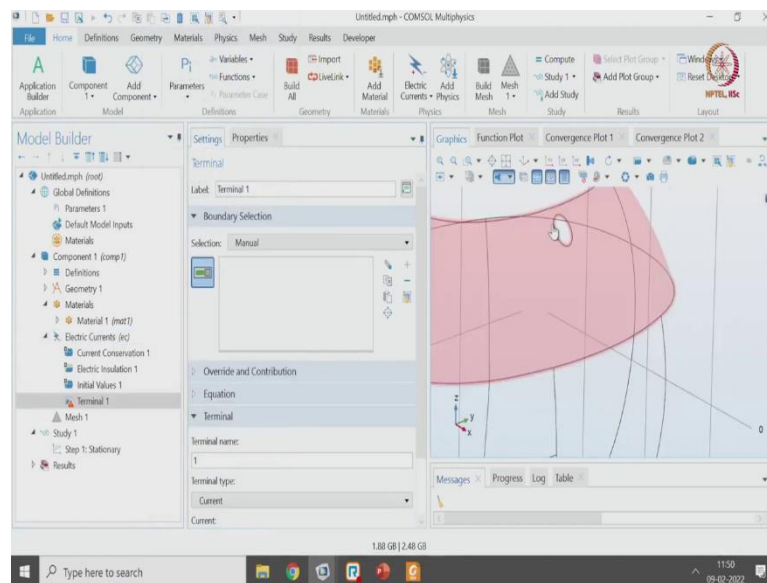 Untitled.mph - COMSOL Multiphysics
File Home Definitions Geometry Materials Physics Mesh Study Results Developer
Application Builder
Component 1
Add Component
Parameters
Variables
Functions
Parameter Case
Build All
Import
LiveLink
Add Material
Electric Currents
Add Physics
Build Mesh
Mesh 1
Compute
Study 1
Add Study
Select Plot Group
Add Plot Group
Windows
Reset Desktop
NPTEL, IISc
Application Model Definitions Geometry Materials Physics Mesh Study Results Layout
Model Builder
Untitled.mph (root)
Global Definitions
Parameters 1
Default Model Inputs
Materials
Component 1 (comp1)
Definitions
Geometry 1
Materials
Material 1 (mat1)
Electric Currents (ec)
Current Conservation 1
Electric Insulation 1
Initial Values 1
Terminal 1
Mesh 1
Study 1
Step 1: Stationary
Results
Settings Properties
Terminal
Label: Terminal 1
Boundary Selection
Selection: Manual
Override and Contribution
Equation
Terminal
Terminal name:
1
Terminal type:
Current
Current:
Graphics Function Plot Convergence Plot 1 Convergence Plot 2
z
y
x
0
Messages Progress Log Table
1.88 GB | 2.48 GB
Type here to search
11:50
09-02-2022